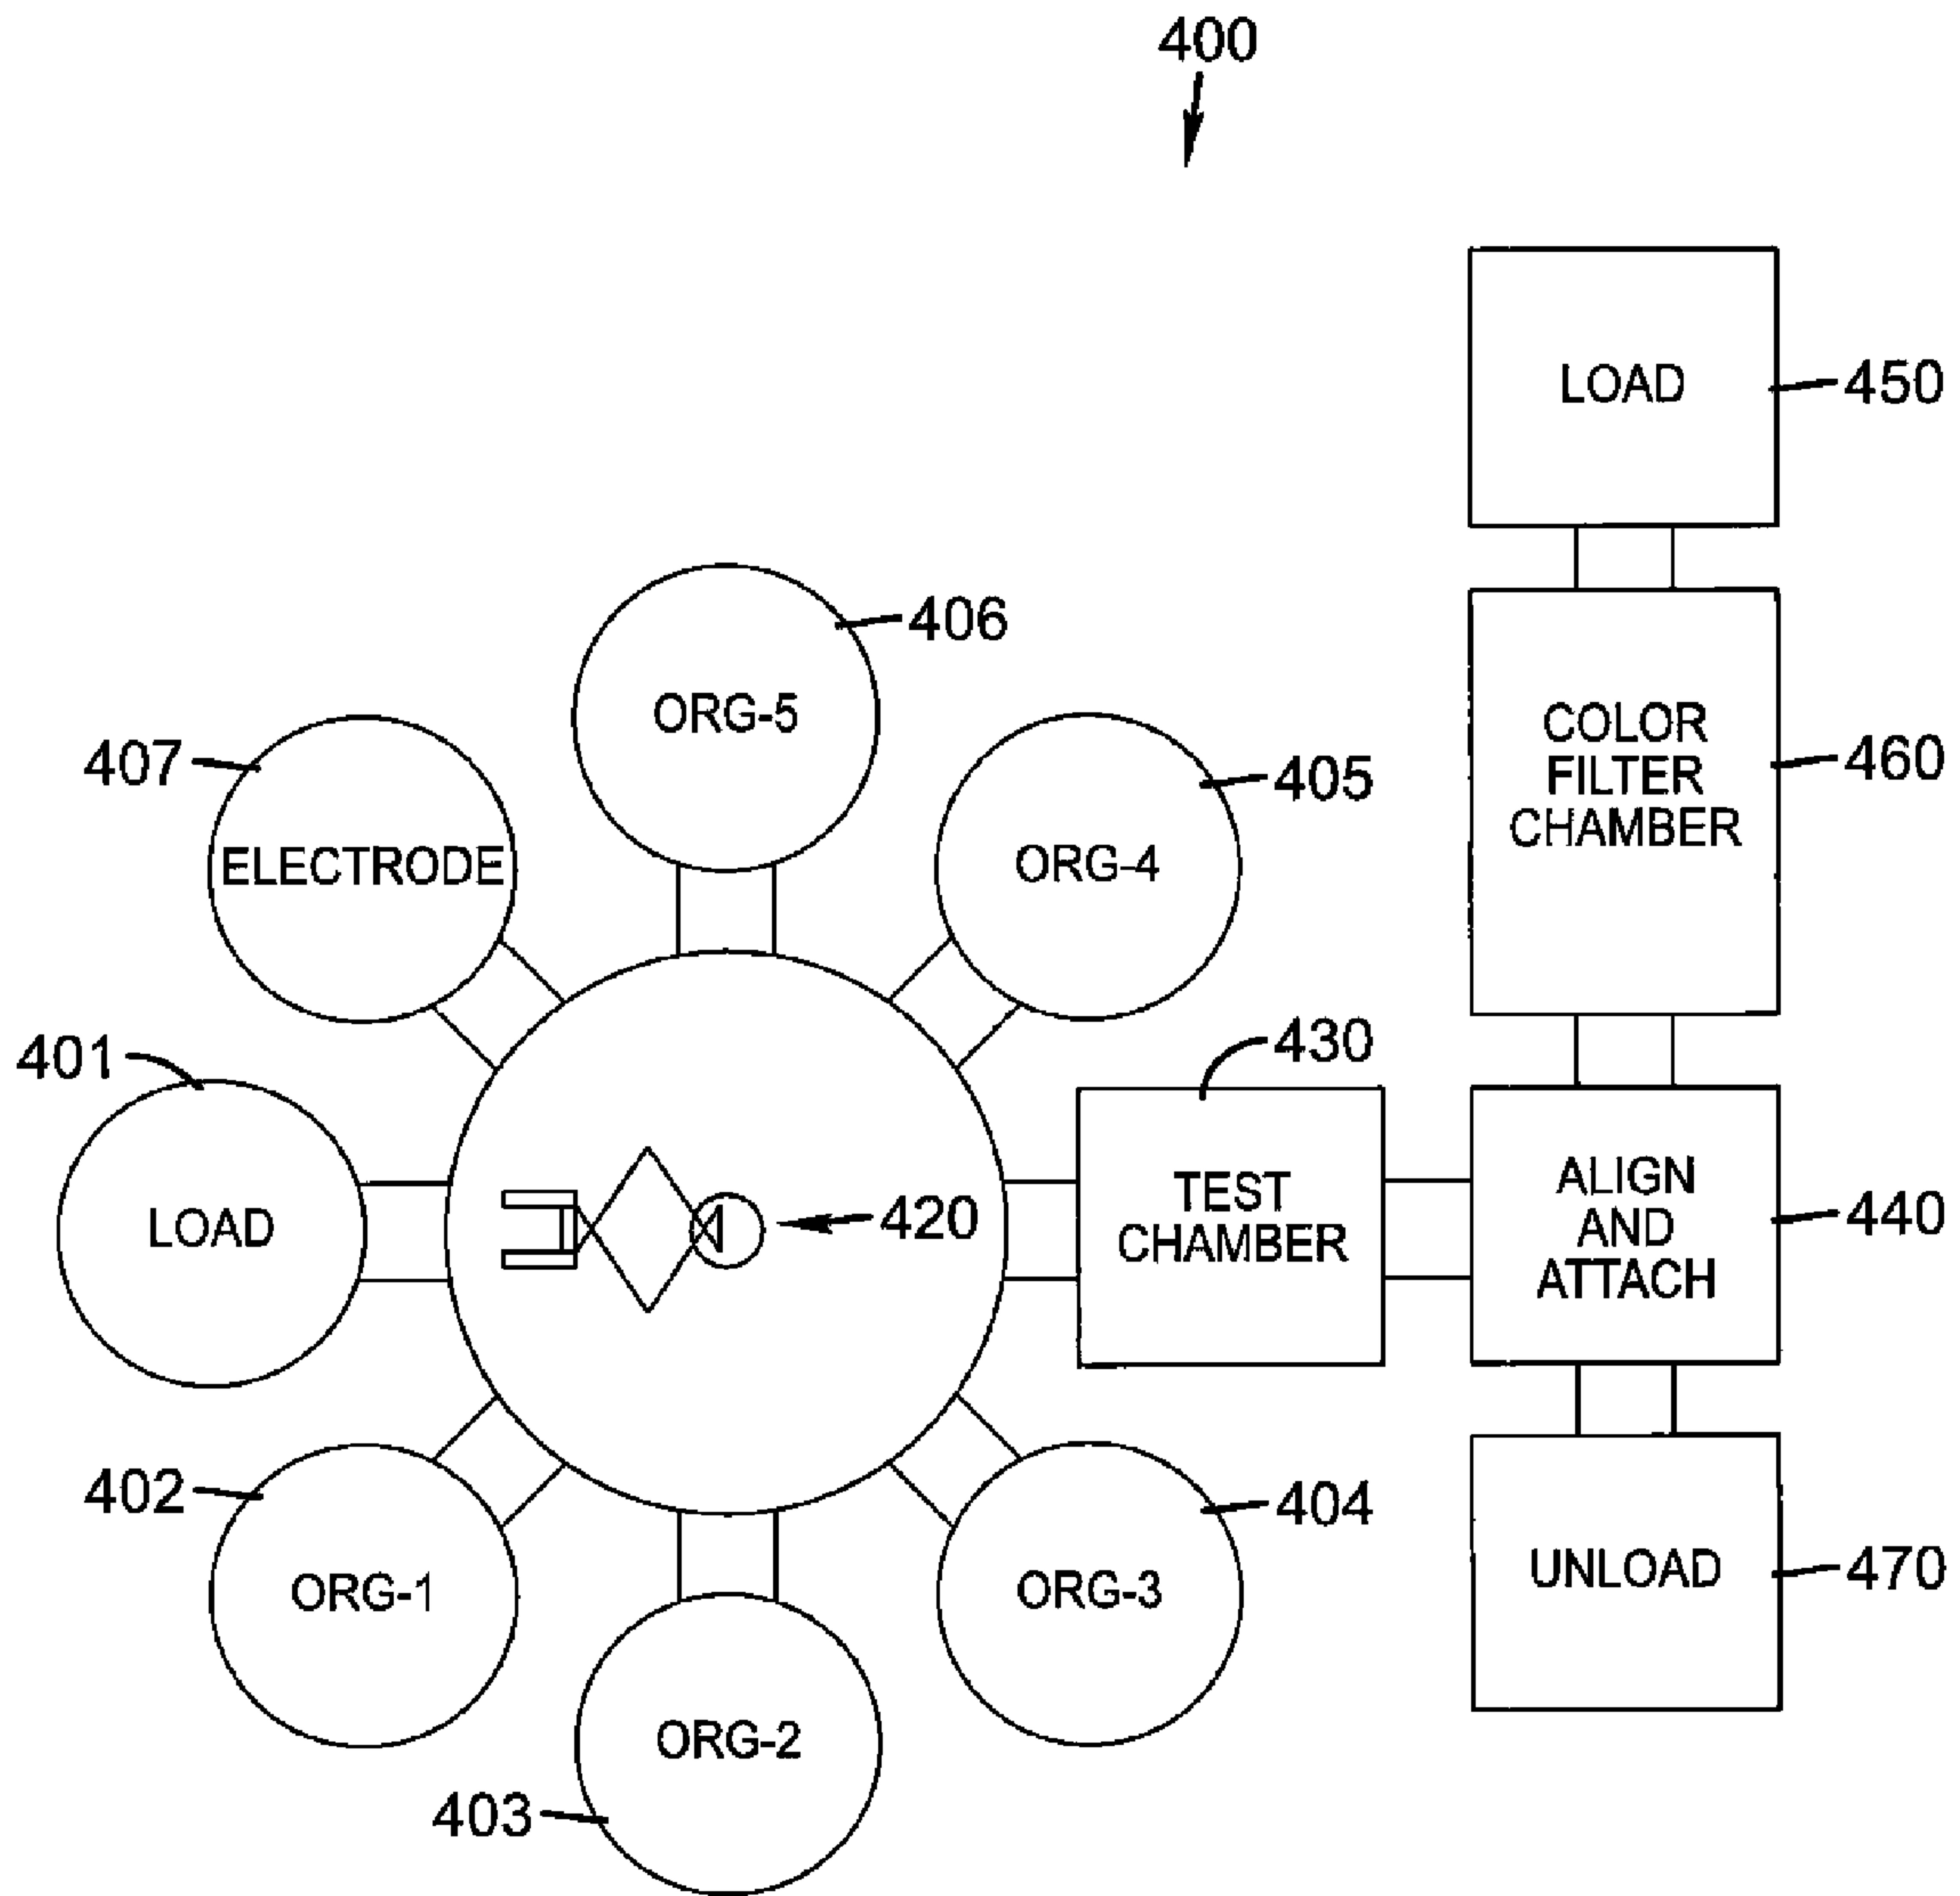 400
LOAD
450
406
ORG-5
COLOR
FILTER
CHAMBER
460
407
ELECTRODE
405
ORG-4
401
LOAD
430
TEST
CHAMBER
420
ALIGN
AND
ATTACH
440
402
ORG-1
404
ORG-3
UNLOAD
470
403
ORG-2